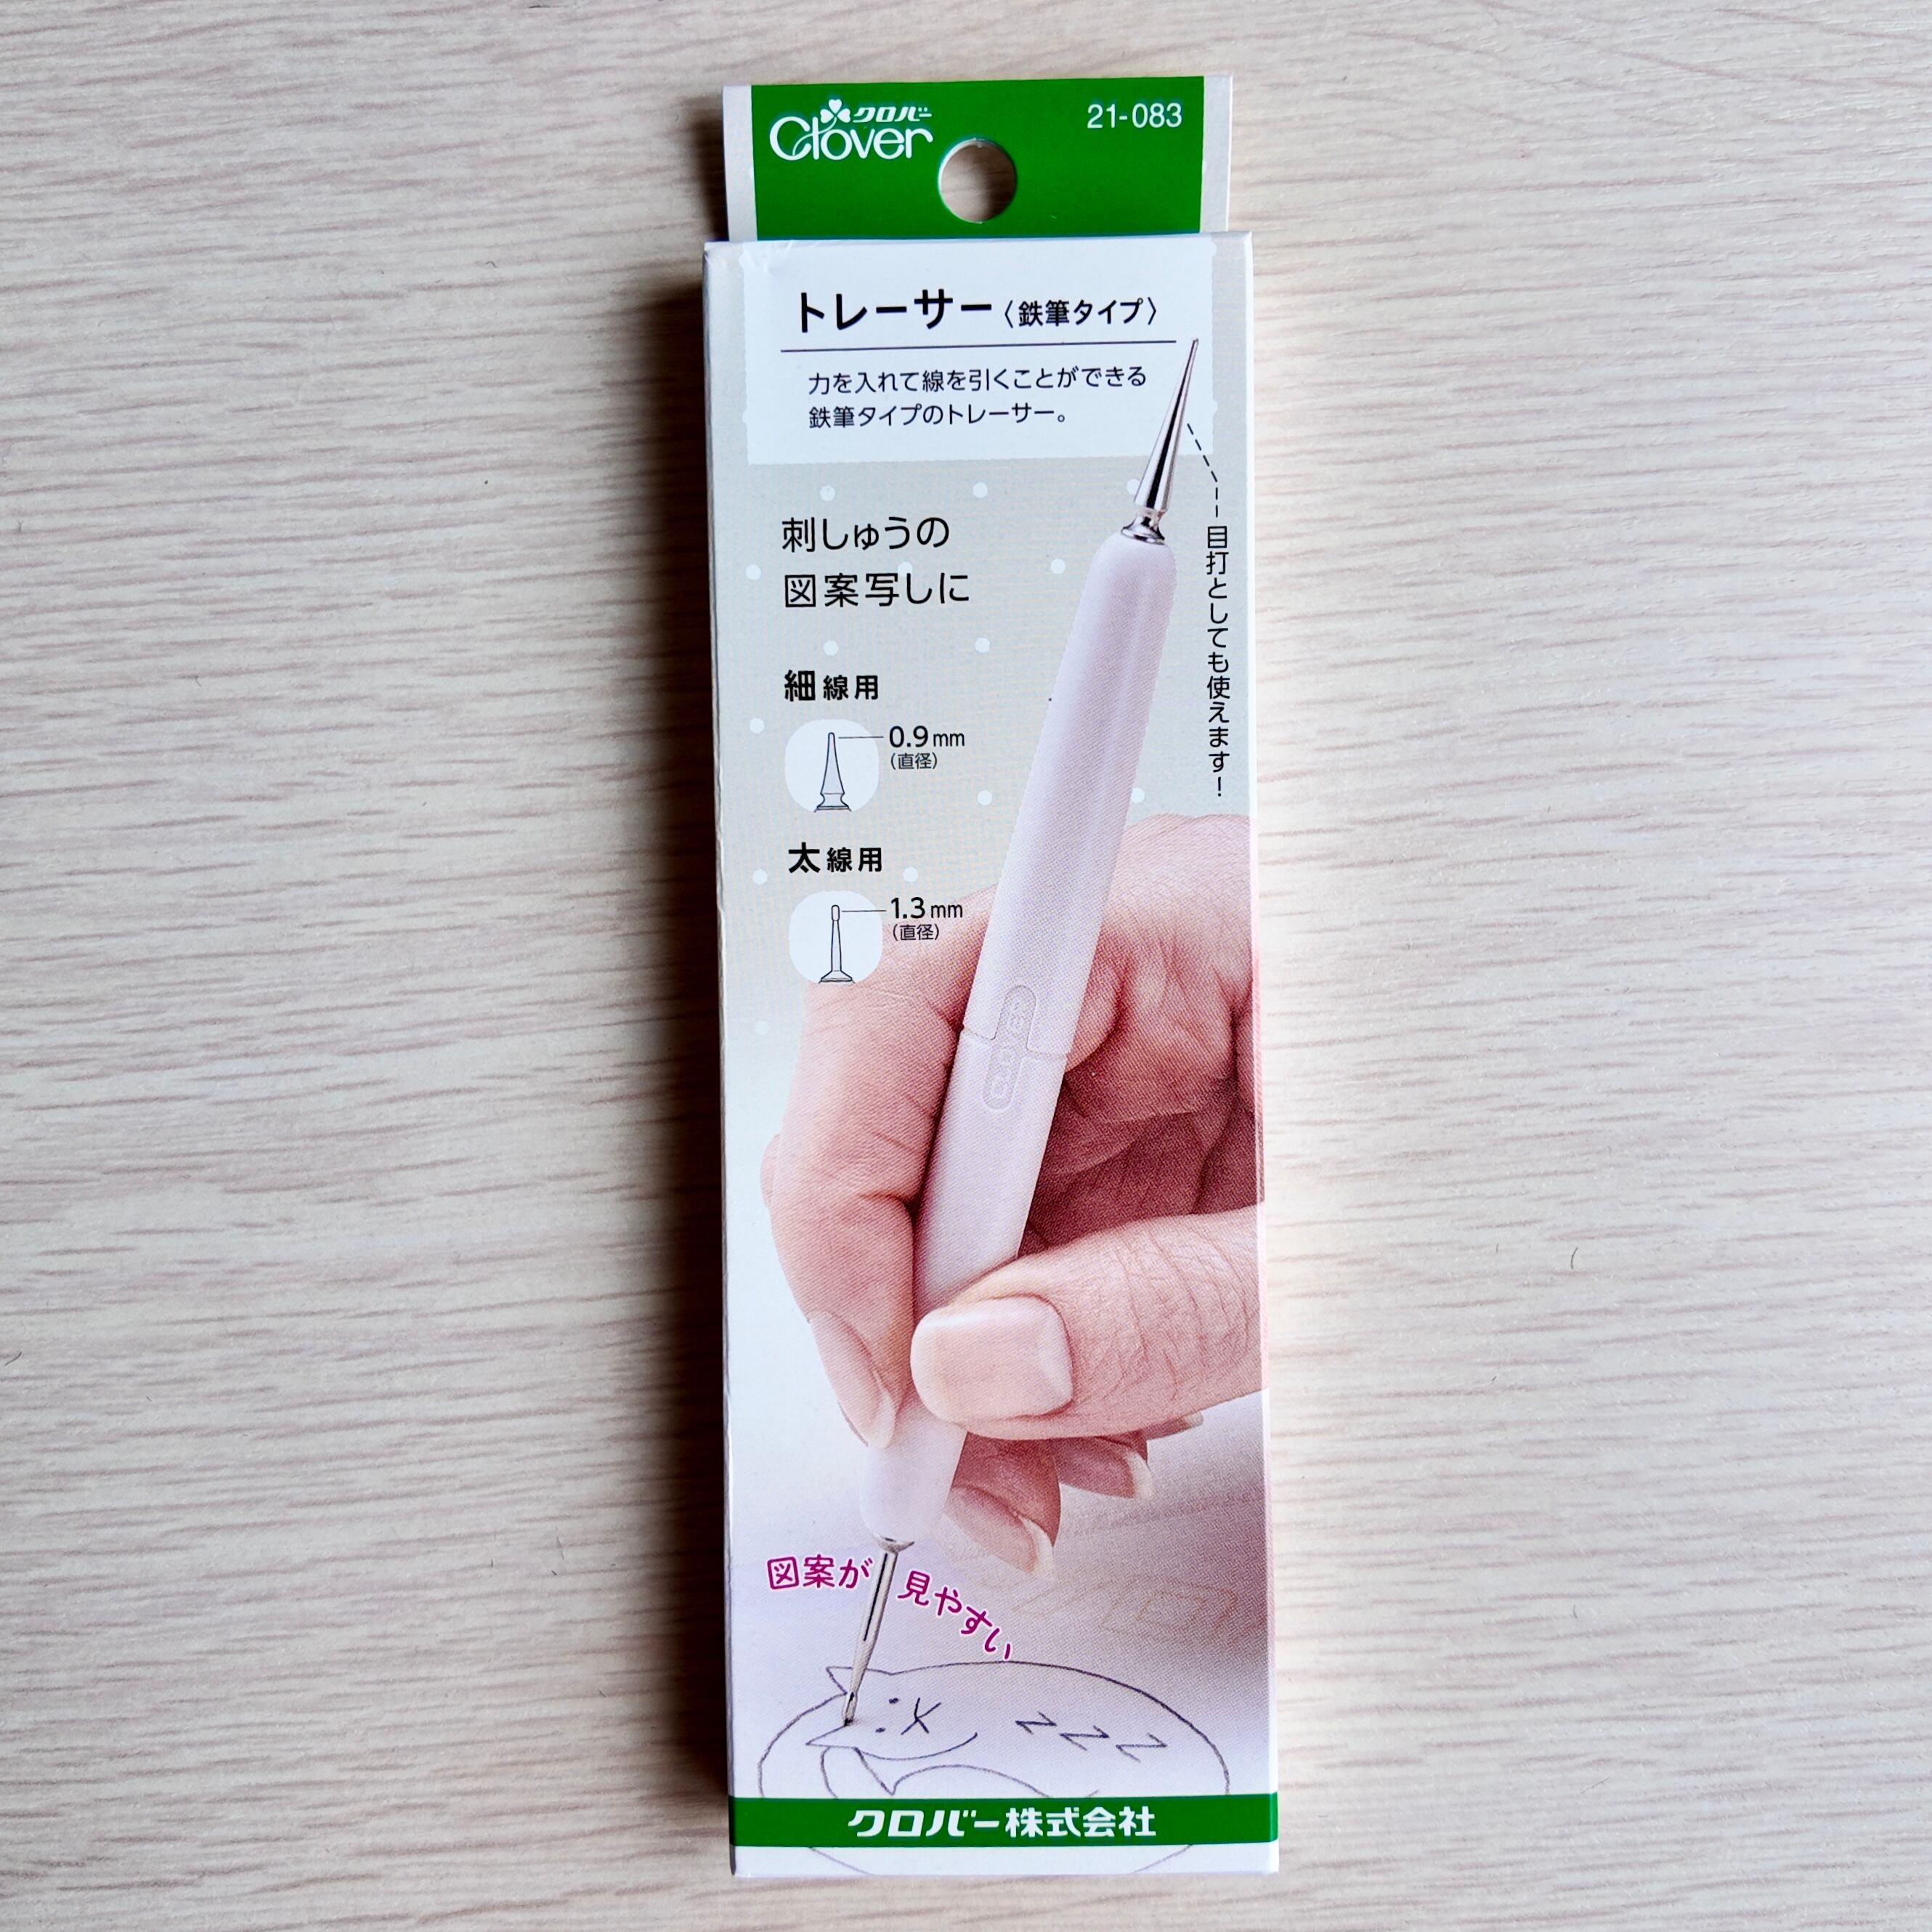 クロバー
Clover
21-083
トレーサー〈鉄筆タイプ〉
力を入れて線を引くことができる
鉄筆タイプのトレーサー。
目打としても使えます！
刺しゅうの
図案写しに
細線用
0.9mm
(直径)
太線用
1.3mm
(直径)
CLOVER
図案が見やすい
zzz
クロバー株式会社